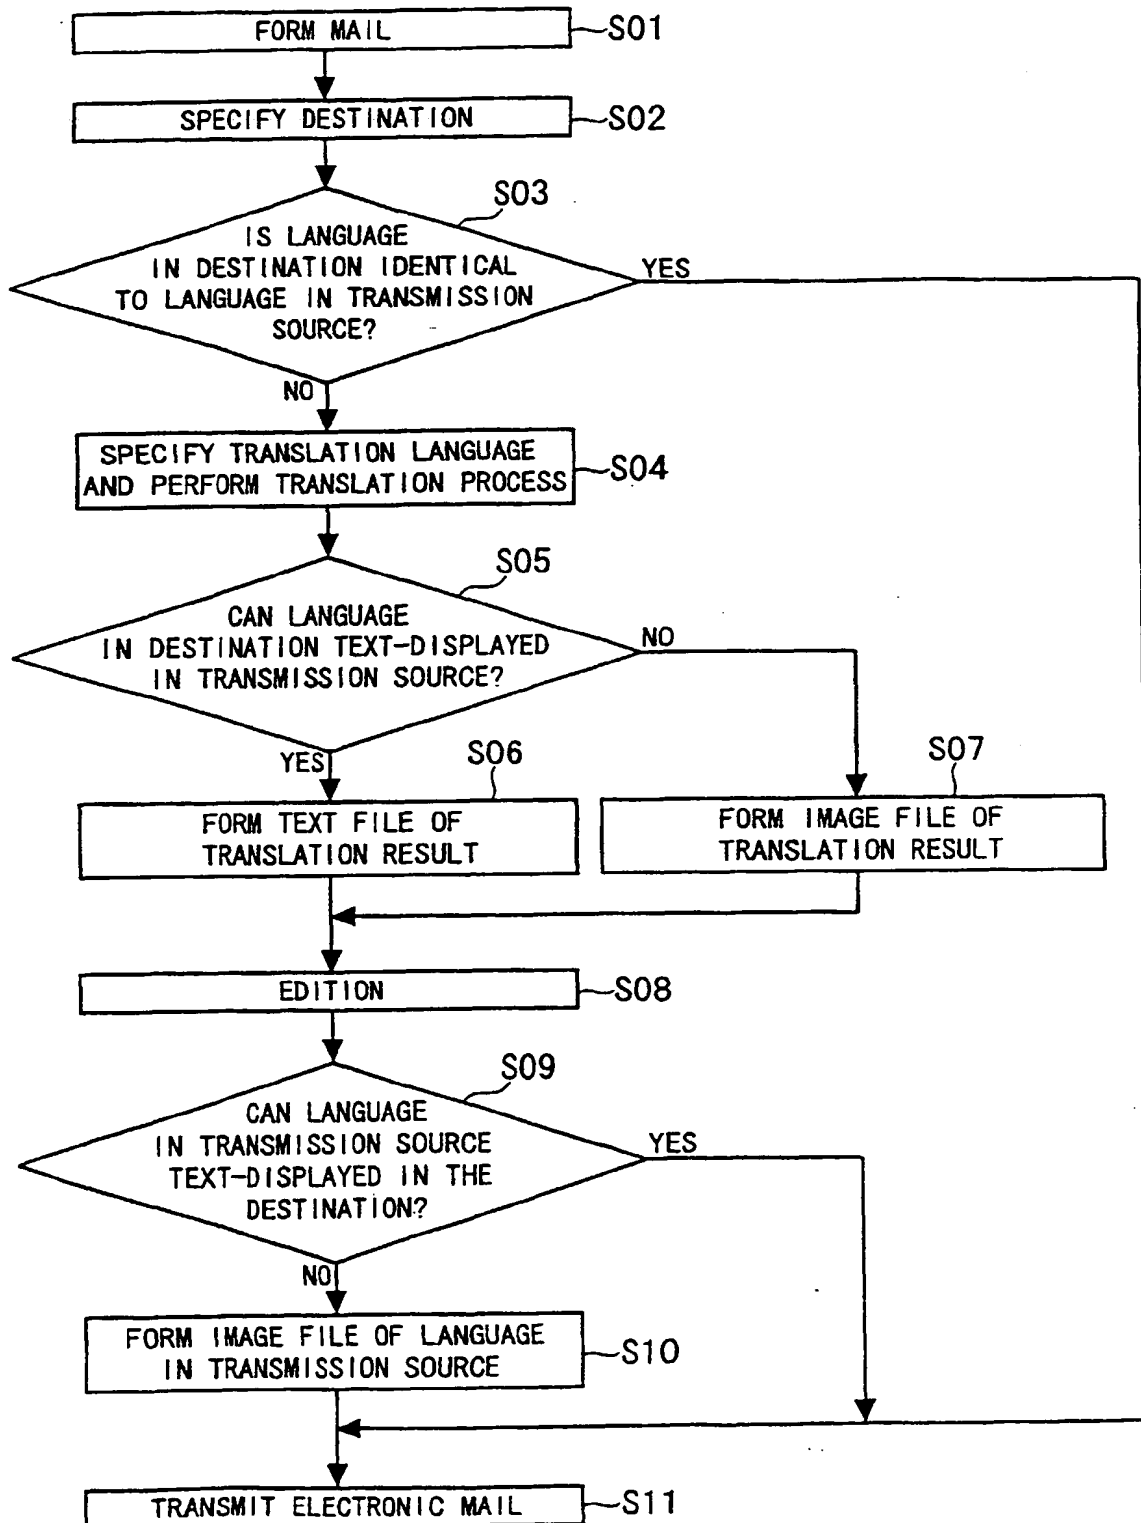 FORM MAIL
S01
SPECIFY DESTINATION
S02
S03
IS LANGUAGE
IN DESTINATION IDENTICAL
TO LANGUAGE IN TRANSMISSION
SOURCE?
YES
NO
SPECIFY TRANSLATION LANGUAGE
AND PERFORM TRANSLATION PROCESS
S04
S05
CAN LANGUAGE
IN DESTINATION TEXT-DISPLAYED
IN TRANSMISSION SOURCE?
NO
YES
S06
S07
FORM TEXT FILE OF
TRANSLATION RESULT
FORM IMAGE FILE OF
TRANSLATION RESULT
EDITION
S08
S09
CAN LANGUAGE
IN TRANSMISSION SOURCE
TEXT-DISPLAYED IN THE
DESTINATION?
YES
NO
FORM IMAGE FILE OF LANGUAGE
IN TRANSMISSION SOURCE
S10
TRANSMIT ELECTRONIC MAIL
S11